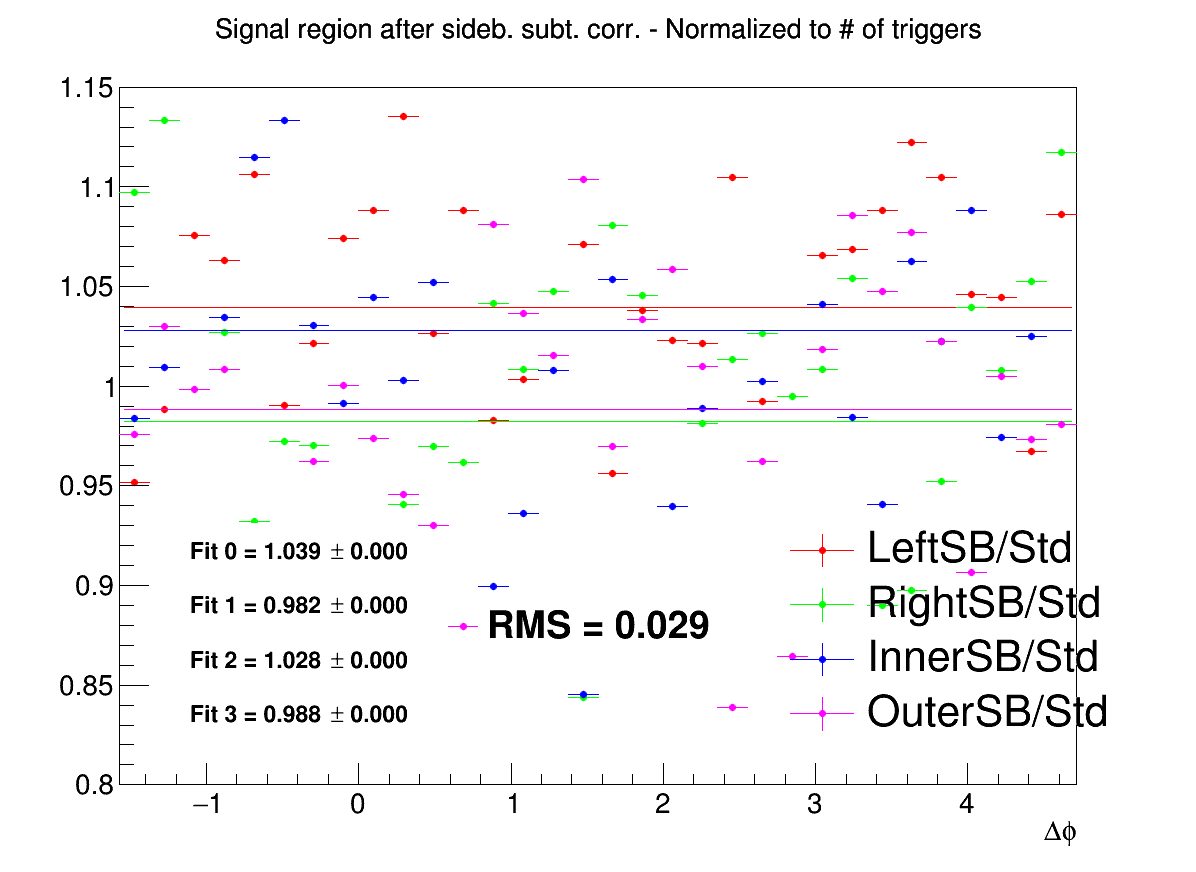 Signal region after sideb. subt. corr. - Normalized to # of triggers
1.15
1.1
1.05
1
0.95
0.9
0.85
0.8
Fit 0 = 1.039 ± 0.000
Fit 1 = 0.982 ± 0.000
Fit 2 = 1.028 ± 0.000
Fit 3 = 0.988 ± 0.000
RMS = 0.029
LeftSB/Std
RightSB/Std
InnerSB/Std
OuterSB/Std
−1 0 1 2 3 4
Δϕ